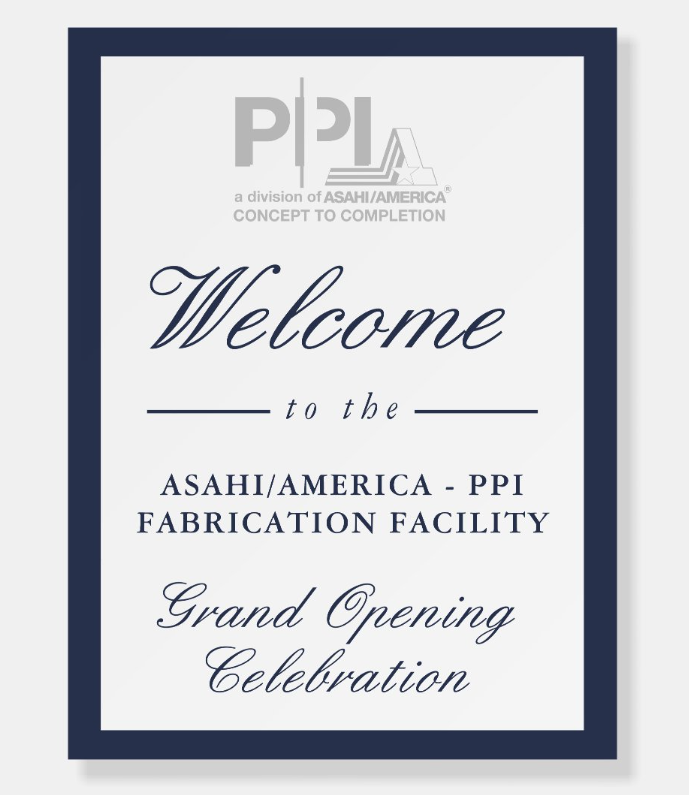 PPI
a division of ASAHI/AMERICA®
CONCEPT TO COMPLETION
Welcome
to the
ASAHI/AMERICA - PPI
FABRICATION FACILITY
Grand Opening
Celebration